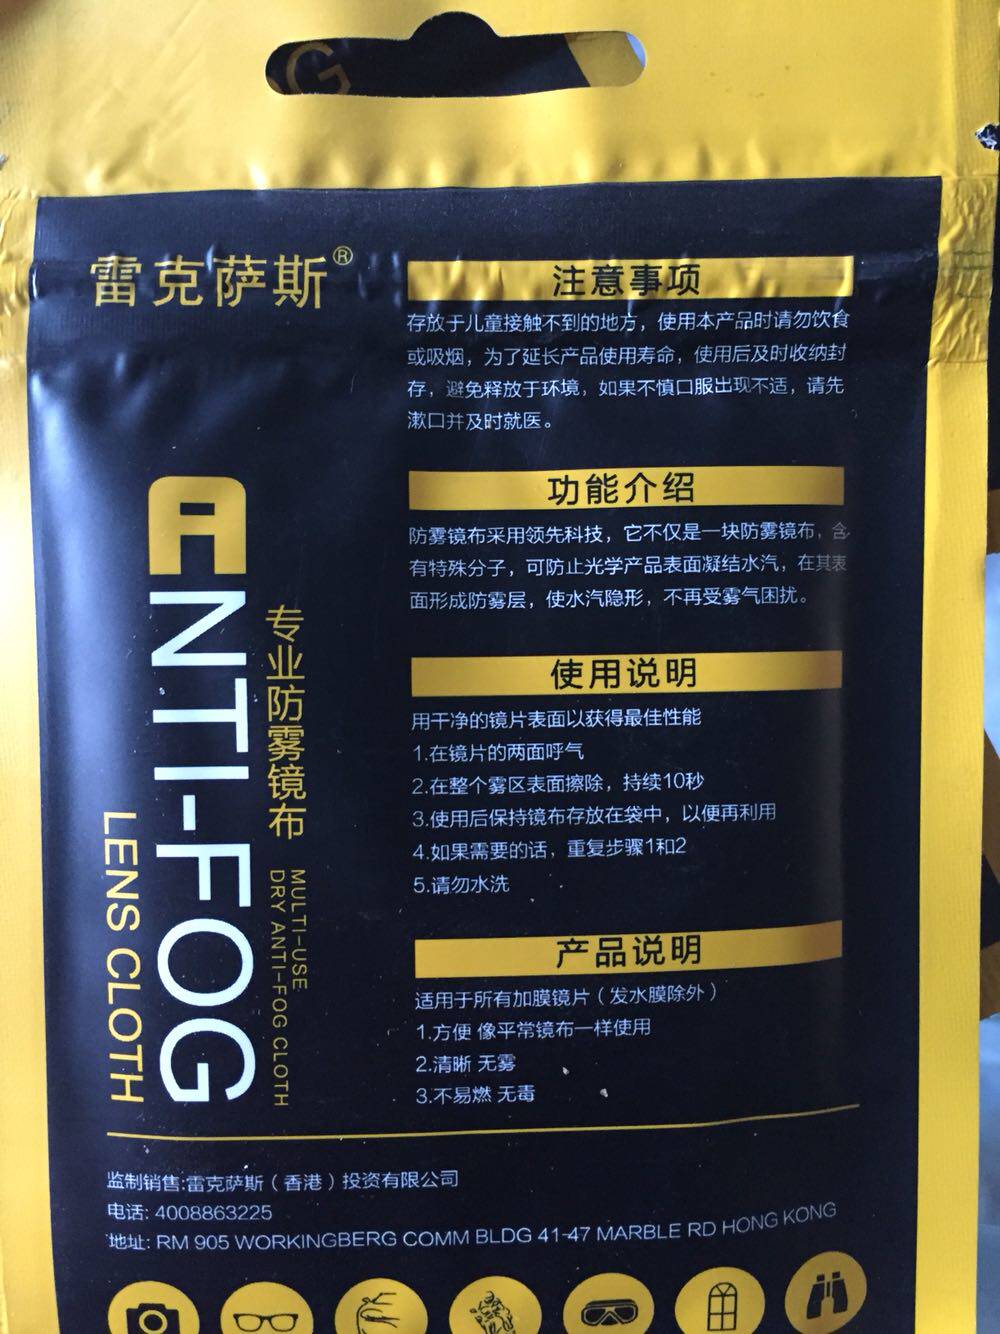 雷克萨斯®
ANTI-FOG
LENS CLOTH
专业防雾镜布
MULTI-USE
DRY ANTI-FOG CLOTH
注意事项
存放于儿童接触不到的地方，使用本产品时请勿饮食
或吸烟，为了延长产品使用寿命，使用后及时收纳封
存，避免释放于环境，如果不慎口服出现不适，请先
漱口并及时就医。
功能介绍
防雾镜布采用领先科技，它不仅是一块防雾镜布，含
有特殊分子，可防止光学产品表面凝结水汽，在其表
面形成防雾层，使水汽隐形，不再受雾气困扰。
使用说明
用干净的镜片表面以获得最佳性能
1.在镜片的两面呼气
2.在整个雾区表面擦除，持续10秒
3.使用后保持镜布存放在袋中，以便再利用
4.如果需要的话，重复步骤1和2
5.请勿水洗
产品说明
适用于所有加膜镜片（发水膜除外）
1.方便 像平常镜布一样使用
2.清晰 无雾
3.不易燃 无毒
监制销售:雷克萨斯（香港）投资有限公司
电话: 4008863225
地址: RM 905 WORKINGBERG COMM BLDG 41-47 MARBLE RD HONG KONG